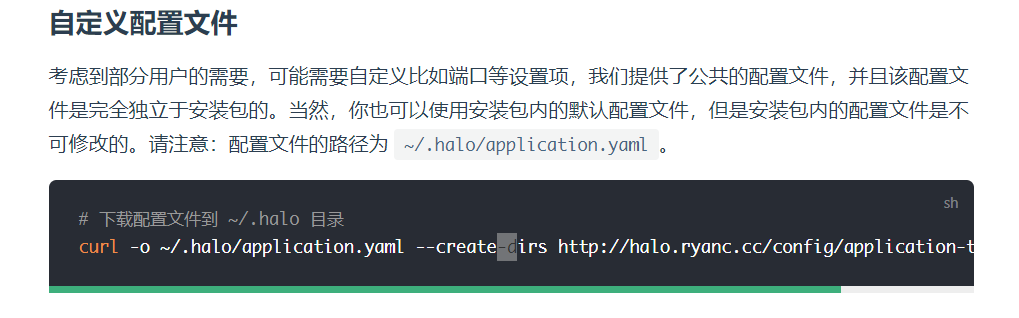 自定义配置文件
考虑到部分用户的需要，可能需要自定义比如端口等设置项，我们提供了公共的配置文件，并且该配置文
件是完全独立于安装包的。当然，你也可以使用安装包内的默认配置文件，但是安装包内的配置文件是不
可修改的。请注意：配置文件的路径为 ~/.halo/application.yaml 。
sh
# 下载配置文件到 ~/.halo 目录
curl -o ~/.halo/application.yaml --create-dirs http://halo.ryanc.cc/config/application-t